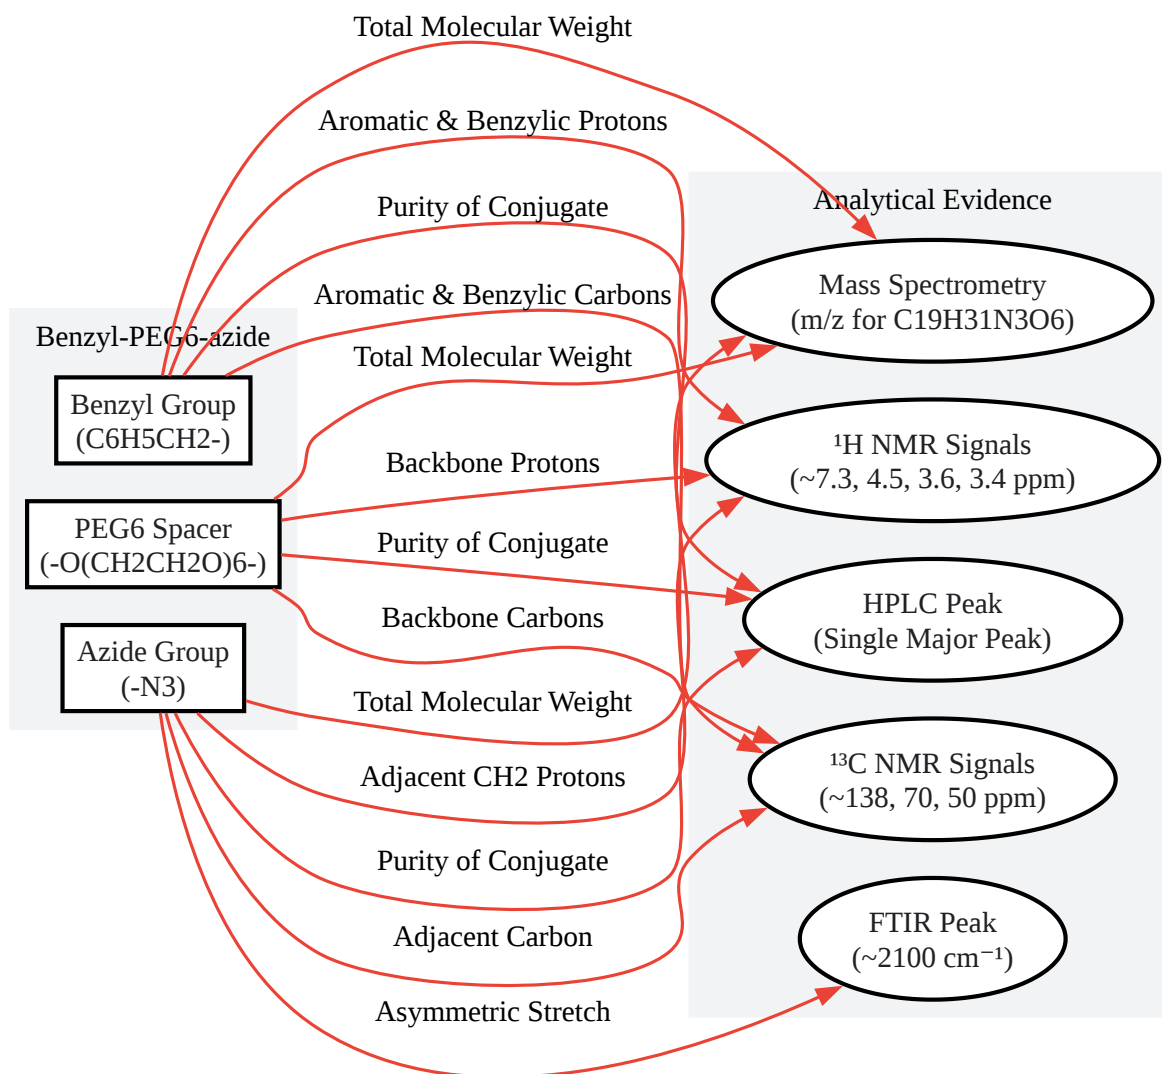 Total Molecular Weight
Aromatic & Benzylic Protons
Purity of Conjugate
Analytical Evidence
Mass Spectrometry
(m/z for C19H31N3O6)
Aromatic & Benzylic Carbons
Benzyl-PEG6-azide
Total Molecular Weight
Benzyl Group
(C6H5CH2-)
Backbone Protons
¹H NMR Signals
(~7.3, 4.5, 3.6, 3.4 ppm)
PEG6 Spacer
(-O(CH2CH2O)6-)
Purity of Conjugate
HPLC Peak
(Single Major Peak)
Backbone Carbons
Azide Group
(-N3)
Total Molecular Weight
Adjacent CH2 Protons
¹³C NMR Signals
(~138, 70, 50 ppm)
Purity of Conjugate
Adjacent Carbon
FTIR Peak
(~2100 cm⁻¹)
Asymmetric Stretch